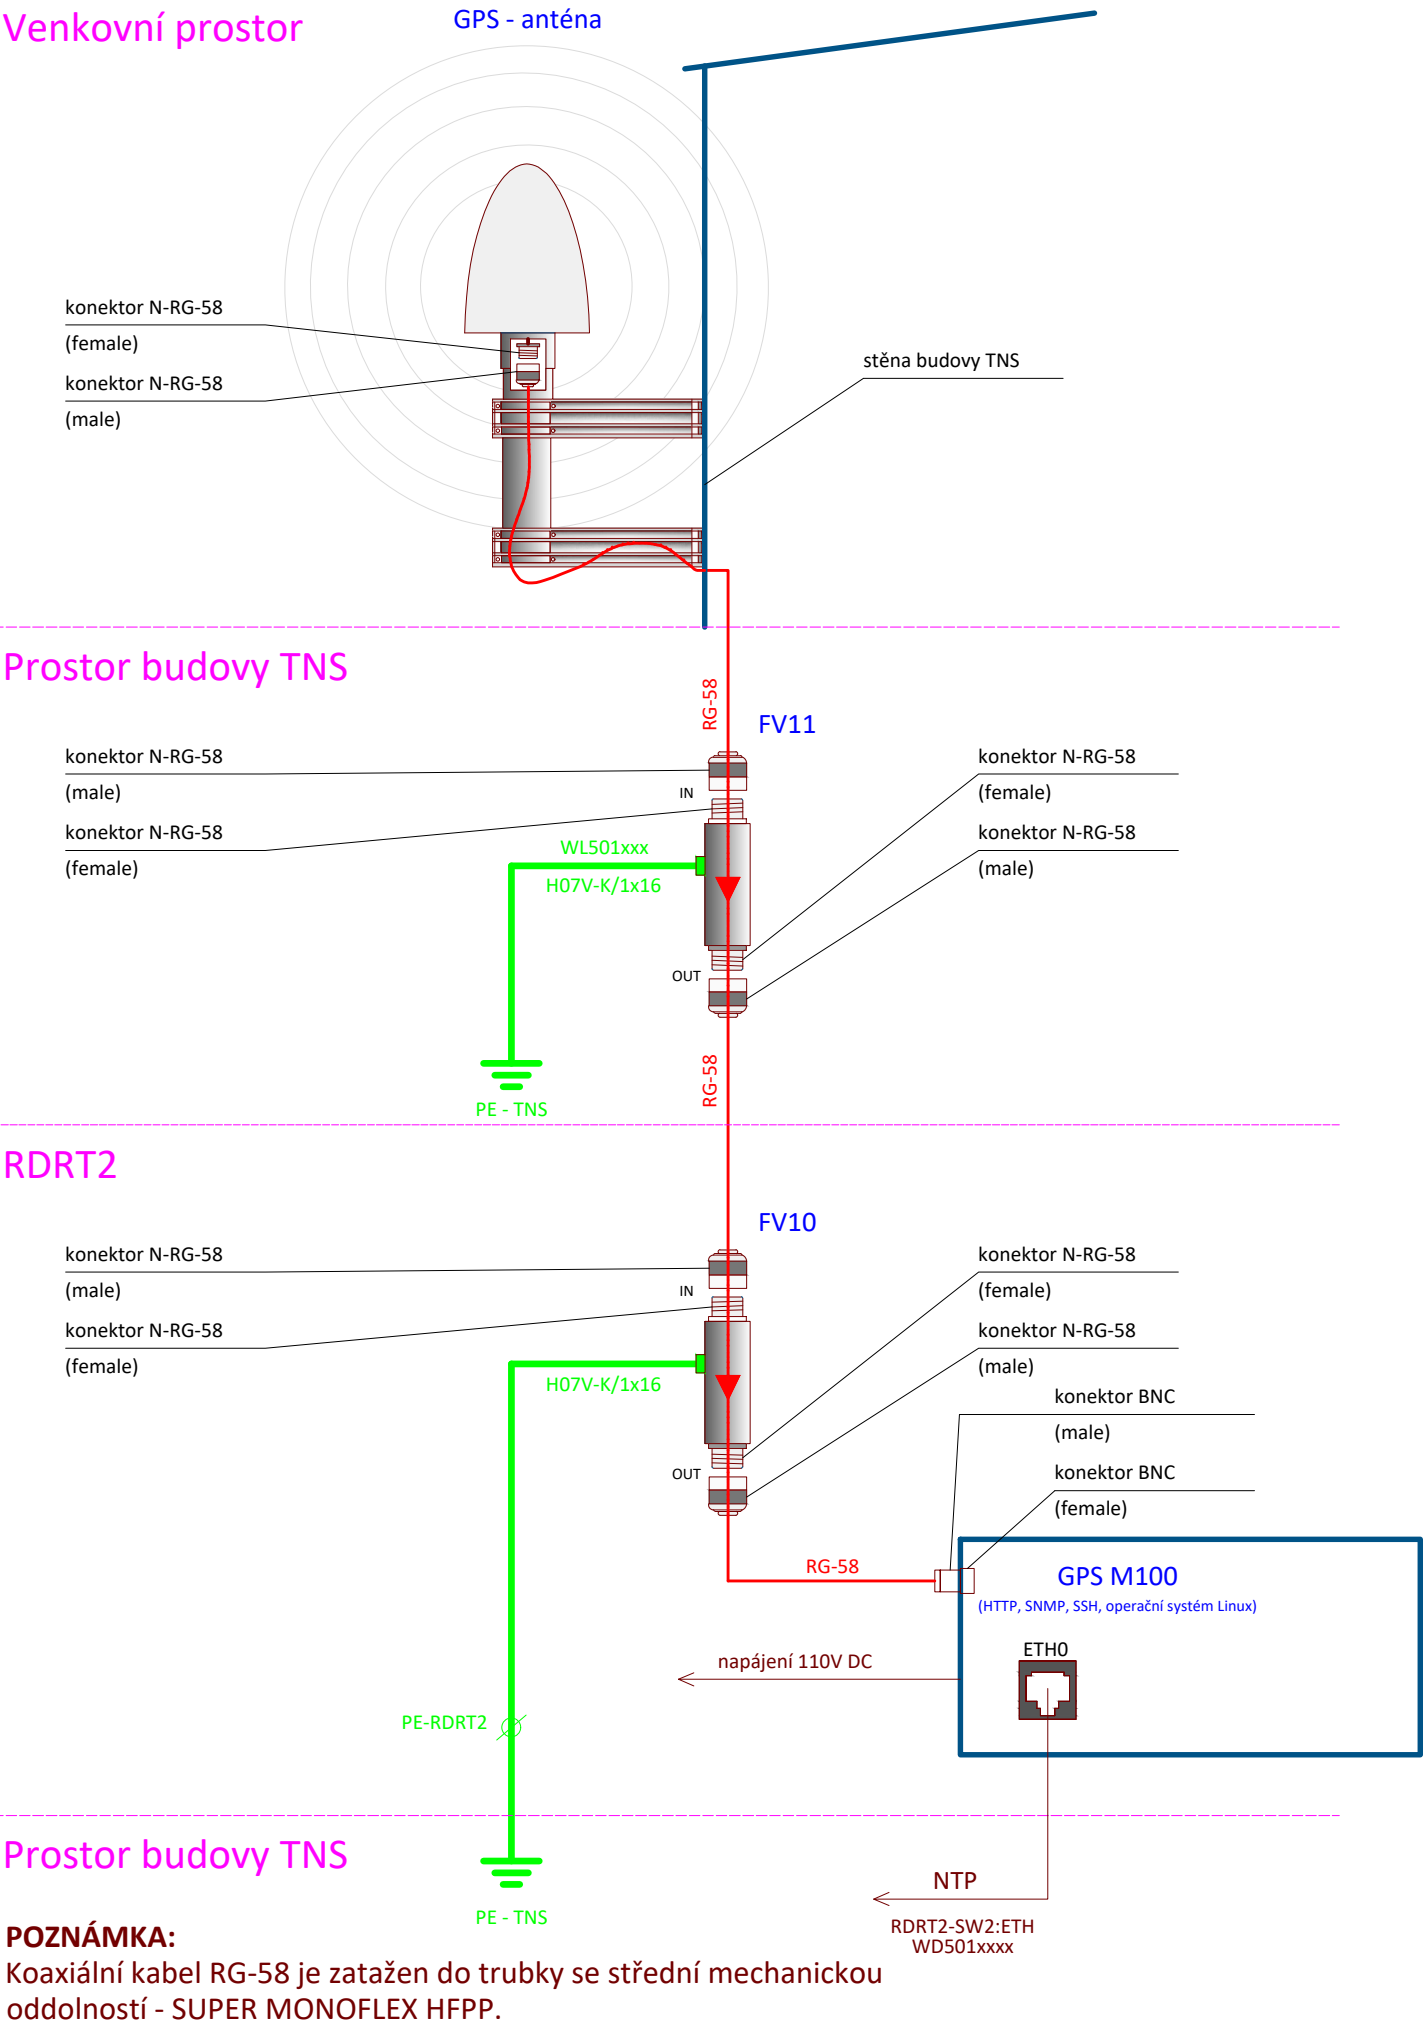 Venkovní prostor
GPS - anténa
konektor N-RG-58
(female)
konektor N-RG-58
(male)
stěna budovy TNS
Prostor budovy TNS
RG-58
FV11
konektor N-RG-58
(male)
konektor N-RG-58
(female)
IN
konektor N-RG-58
(female)
konektor N-RG-58
(male)
WL501xxx
H07V-K/1x16
OUT
RG-58
PE - TNS
RDRT2
FV10
konektor N-RG-58
(male)
konektor N-RG-58
(female)
IN
konektor N-RG-58
(female)
konektor N-RG-58
(male)
H07V-K/1x16
konektor BNC
(male)
konektor BNC
(female)
OUT
RG-58
GPS M100
(HTTP, SNMP, SSH, operační systém Linux)
ETH0
napájení 110V DC
PE-RDRT2
Prostor budovy TNS
NTP
PE - TNS
RDRT2-SW2:ETH
WD501xxxx
POZNÁMKA:
Koaxiální kabel RG-58 je zatažen do trubky se střední mechanickou
oddolností - SUPER MONOFLEX HFPP.